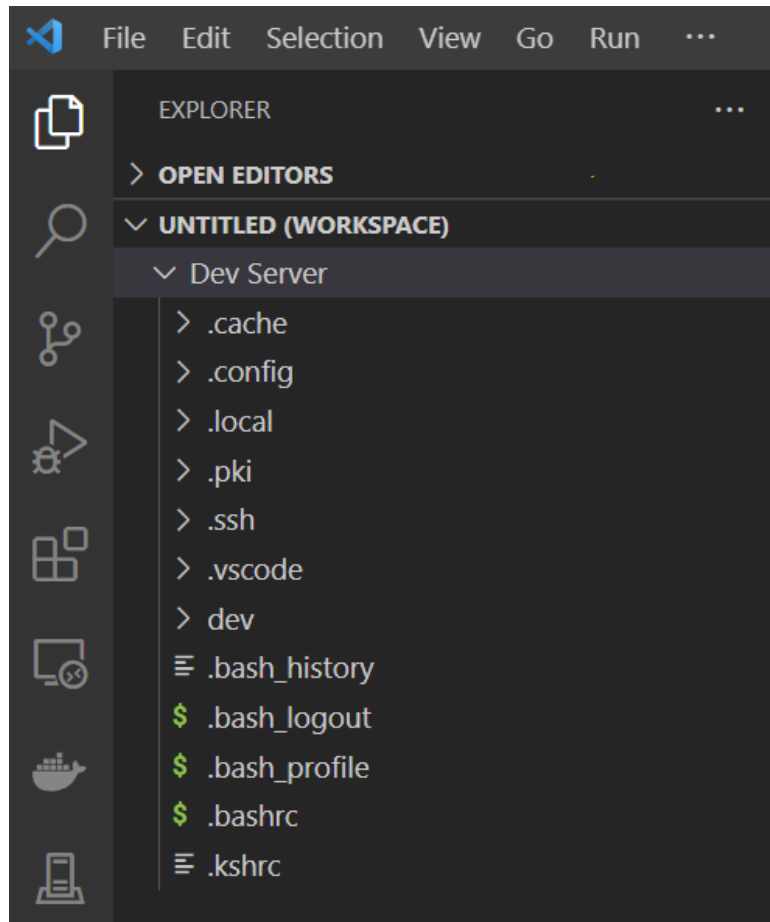 File Edit Selection View Go Run ...
EXPLORER ...
OPEN EDITORS
UNTITLED (WORKSPACE)
Dev Server
.cache
.config
.local
.pki
.ssh
.vscode
dev
.bash_history
$ .bash_logout
$ .bash_profile
$ .bashrc
.kshrc